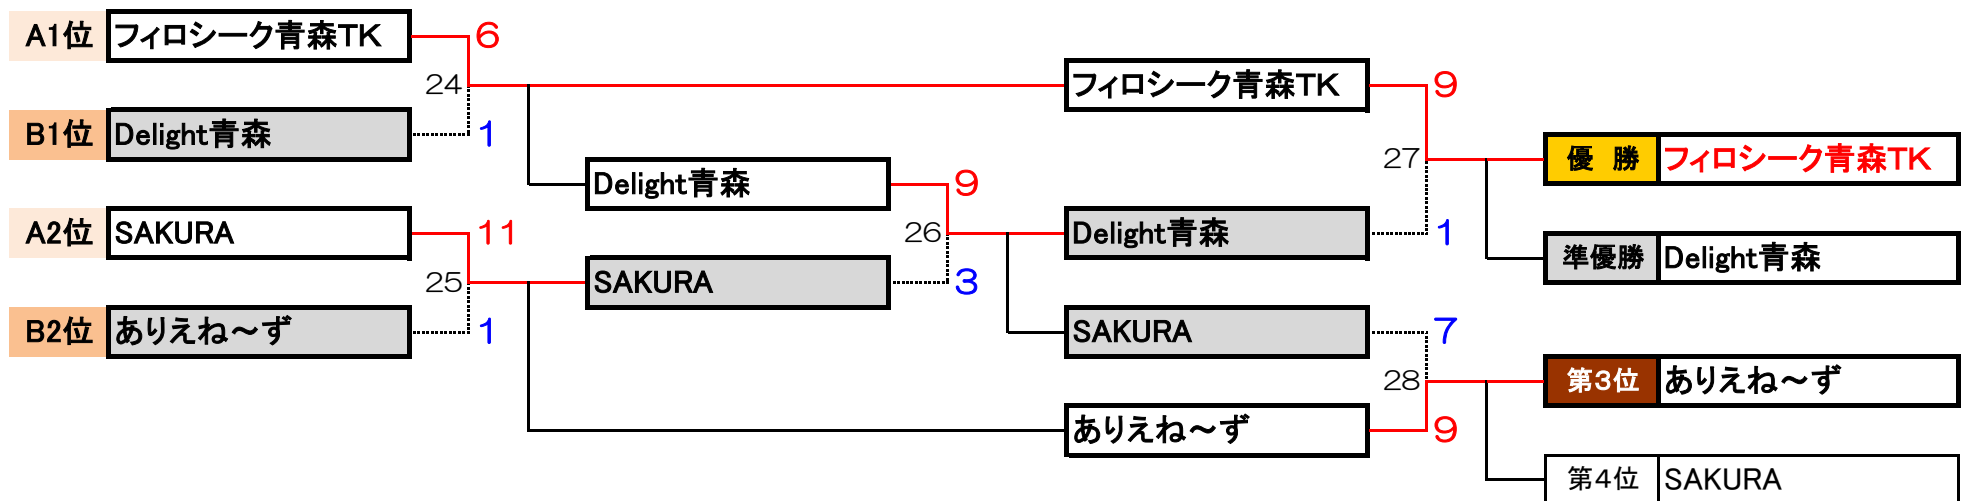 A1位 フィロシーク青森TK 6
24
B1位 Delight青森 1
A2位 SAKURA 11
25
B2位 ありえね～ず 1
Delight青森 9
26
SAKURA 3
フィロシーク青森TK 9
27
Delight青森 1
SAKURA 7
28
ありえね～ず 9
優　勝 フィロシーク青森TK
準優勝 Delight青森
第3位 ありえね～ず
第4位 SAKURA